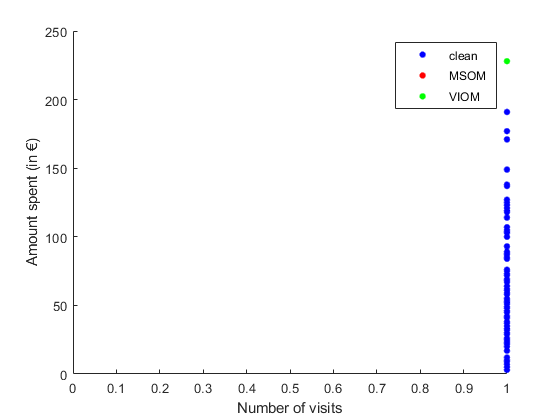 250
200
150
100
50
0
Amount spent (in €)
clean
MSOM
VIOM
0 0.1 0.2 0.3 0.4 0.5 0.6 0.7 0.8 0.9 1
Number of visits